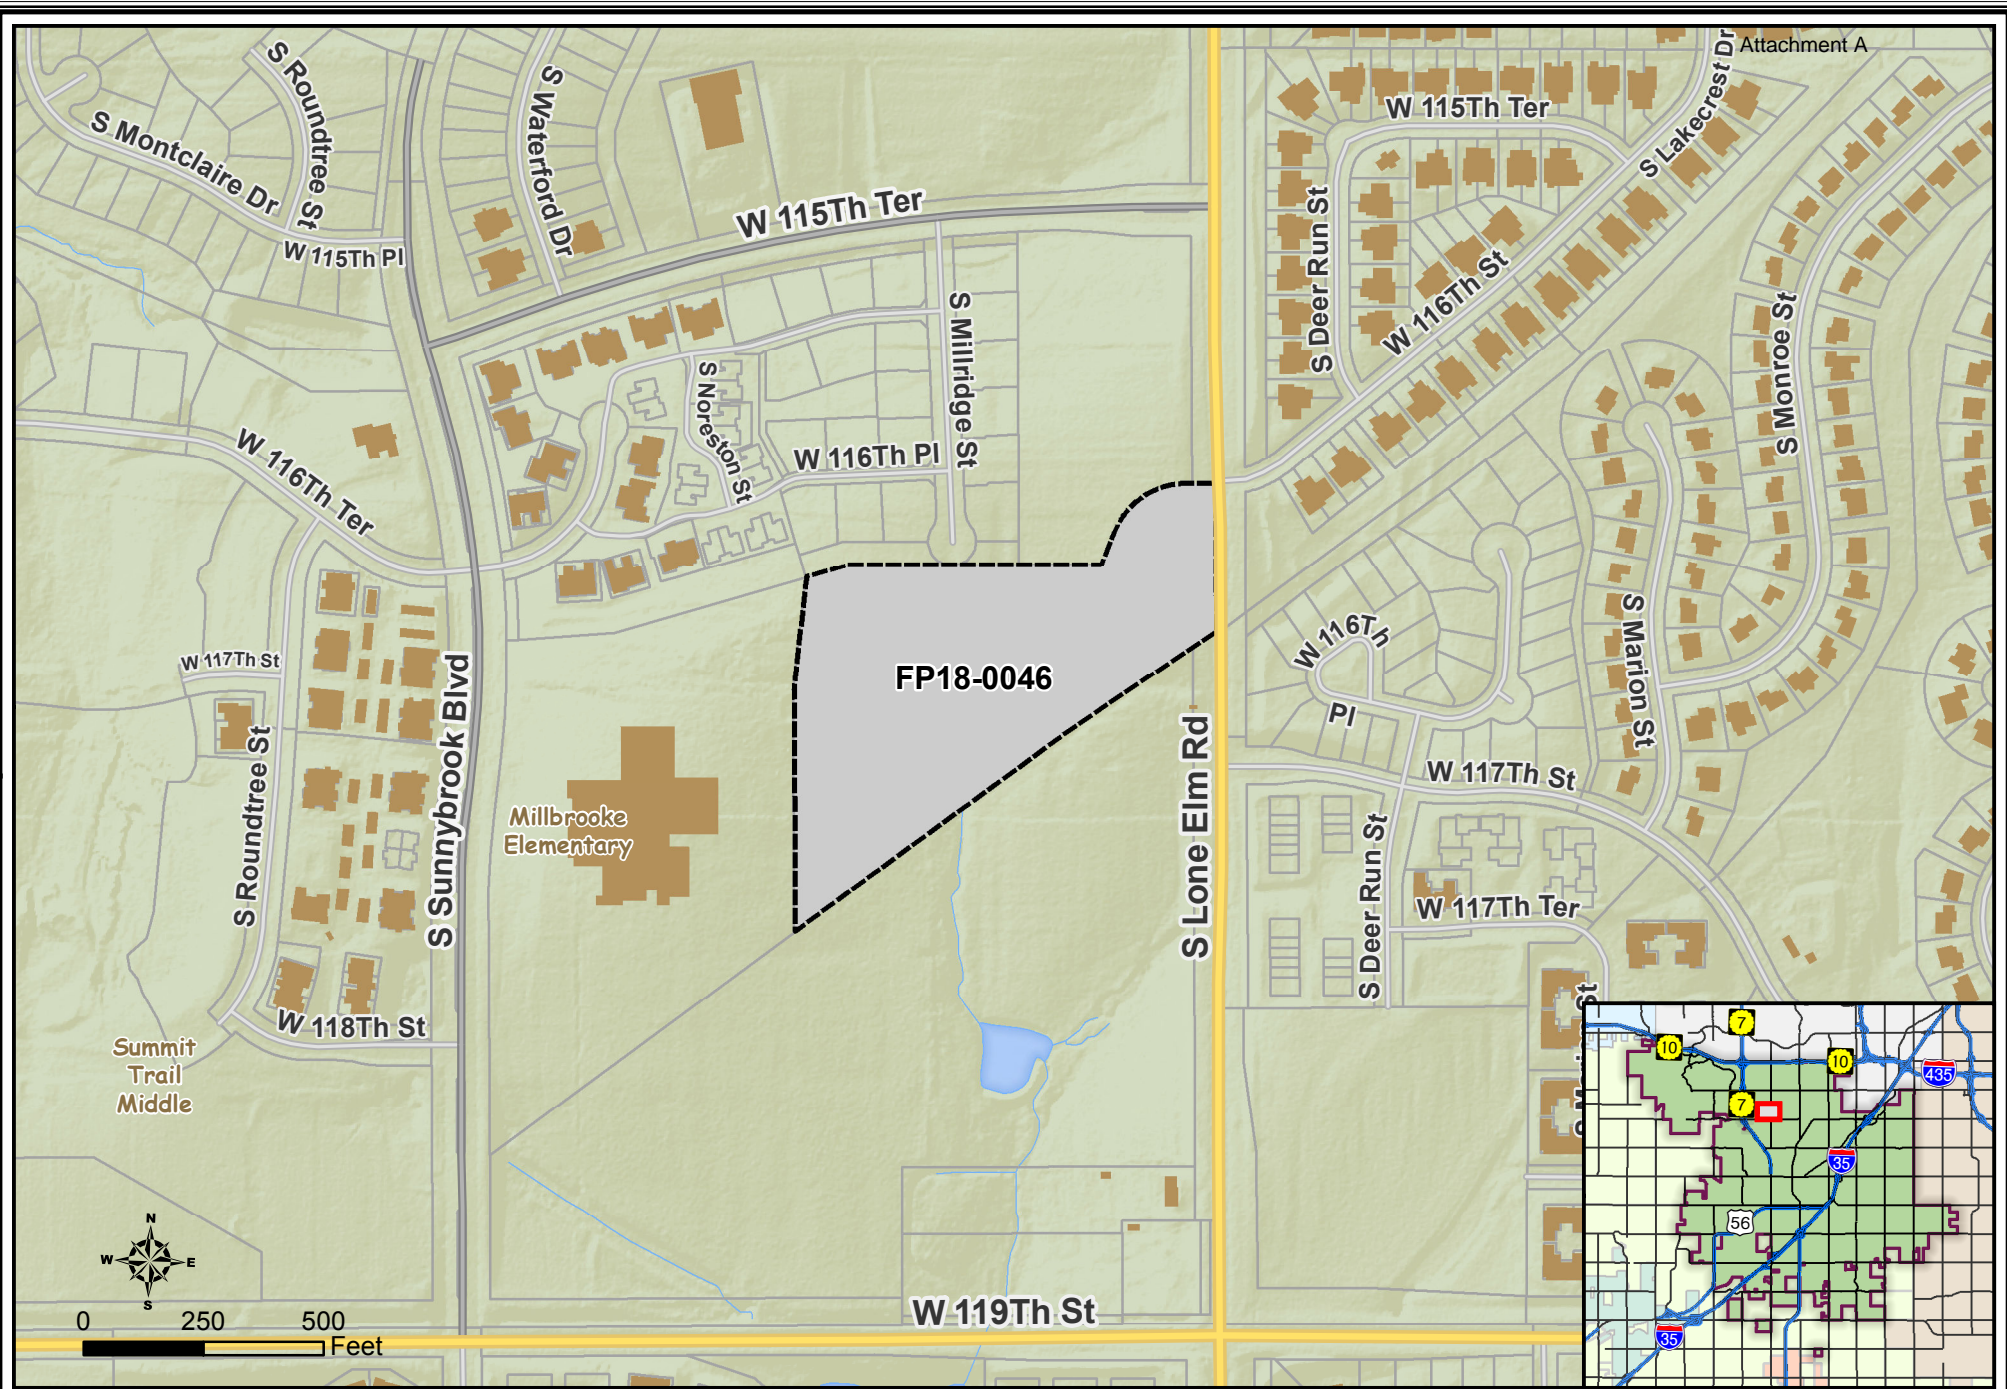 Attachment A
S Roundtree St
S Montclaire Dr
S Waterford Dr
W 115Th Ter
S Lakecrest Dr
W 115Th Ter
W 115Th Pl
S Deer Run St
W 116Th St
S Monroe St
S Millridge St
S Noreston St
W 116Th Pl
W 116Th Ter
FP18-0046
W 116Th
Pl
S Marion St
W 117Th St
S Sunnybrook Blvd
S Roundtree St
Millbrooke
Elementary
S Lone Elm Rd
W 117Th St
S Deer Run St
W 117Th Ter
W 118Th St
Summit
Trail
Middle
W 119Th St
N
W
E
S
0
250
500
Feet
7
10
10
435
7
35
56
35